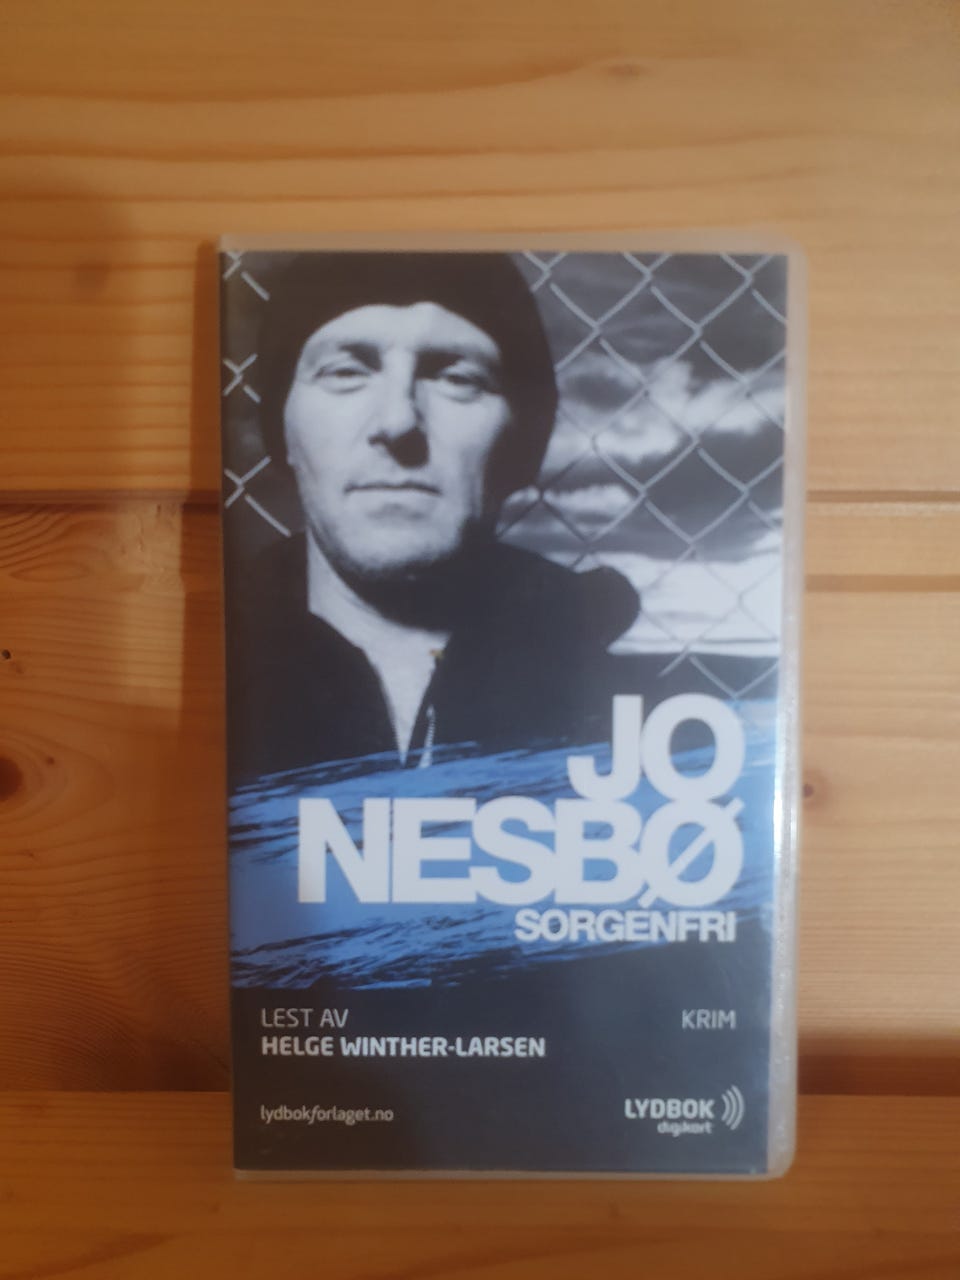 JO
NESBØ
SORGENFRI
LEST AV
HELGE WINTHER-LARSEN
KRIM
lydbokforlaget.no
LYDBOK
digikort